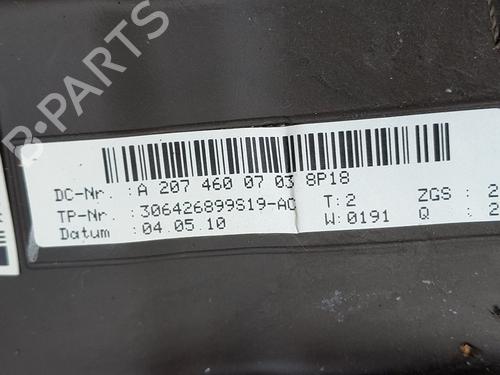 B-PARTS
DC-Nr. :A 207 460 07 03 8P18
TP-Nr. :306426899S19-AC T:2 ZGS : 2
Datum :04.05.10 W:0191 Q : 2